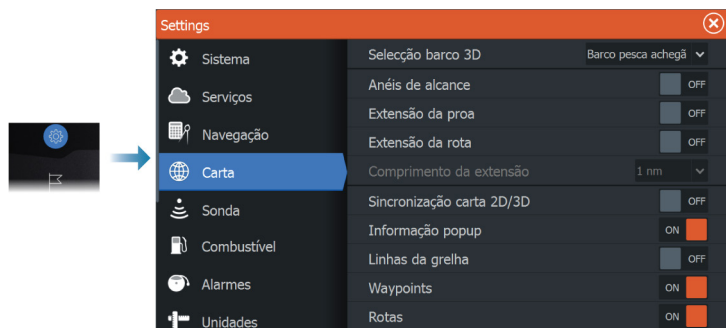 Settings
Sistema
Serviços
Navegação
Carta
Sonda
Combustível
Alarmes
Unidades
Selecção barco 3D Barco pesca achegã
Anéis de alcance OFF
Extensão da proa OFF
Extensão da rota OFF
Comprimento da extensão 1 nm
Sincronização carta 2D/3D OFF
Informação popup ON
Linhas da grelha OFF
Waypoints ON
Rotas ON